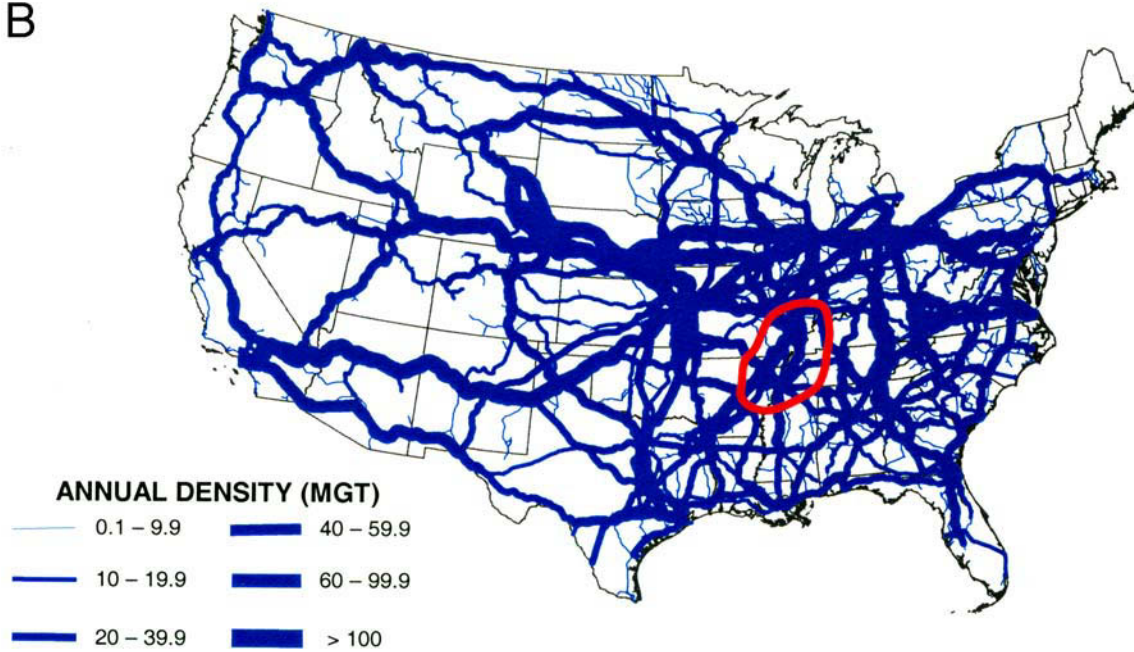 B
ANNUAL DENSITY (MGT)
0.1 – 9.9
40 – 59.9
10 – 19.9
60 – 99.9
20 – 39.9
> 100